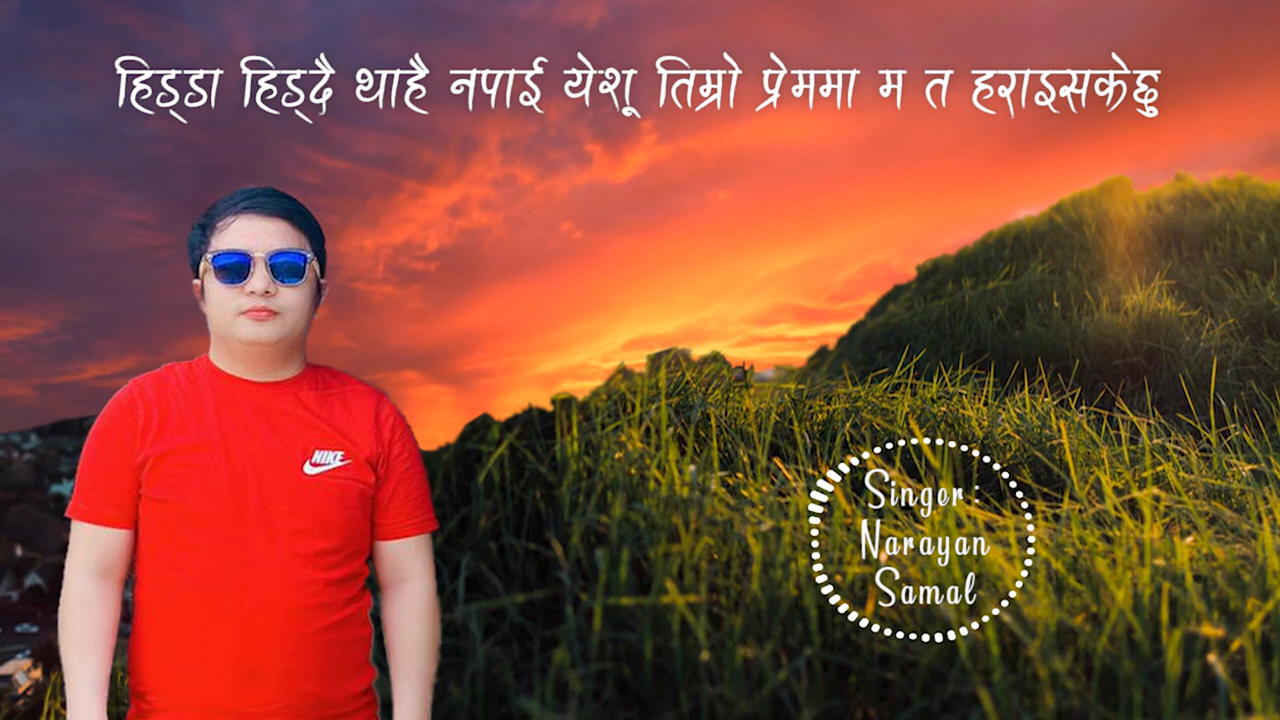 हिड्डा हिड्दै थाहै नपाई येशू तिम्रो प्रेममा म त हराइसकेछु
NIKE
Singer:
Narayan
Samal